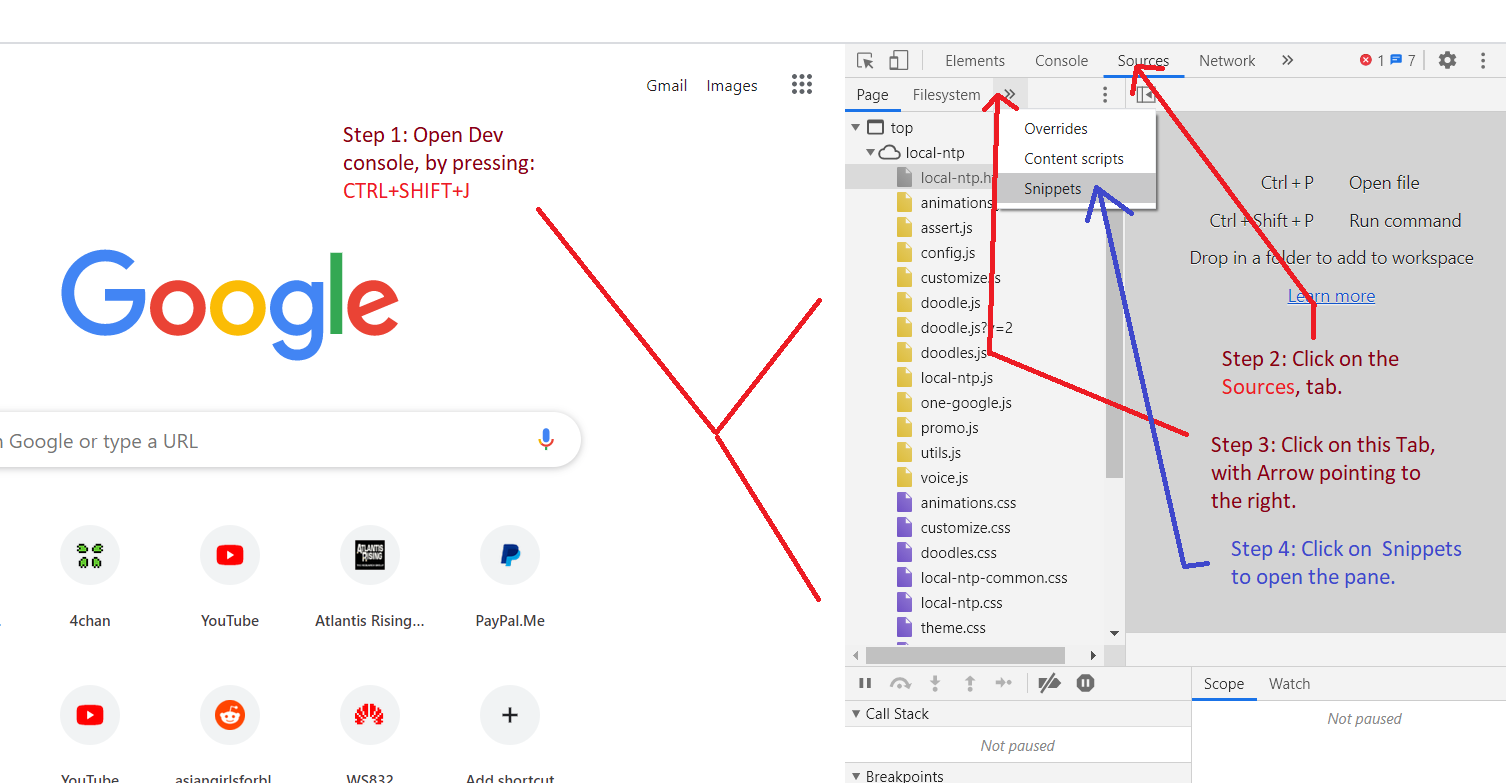 Gmail Images
Step 1: Open Dev
console, by pressing:
CTRL+SHIFT+J
Google
Google or type a URL
4chan YouTube Atlantis Rising... PayPal.Me
ATLANTIS
RISING
YouTube asiangirlsforbl WS832 Add shortcut
Elements Console Sources Network 1 7
Page Filesystem
top
local-ntp
local-ntp.h
animations
assert.js
config.js
customize.js
doodle.js
doodle.js?v=2
doodles.js
local-ntp.js
one-google.js
promo.js
utils.js
voice.js
animations.css
customize.css
doodles.css
local-ntp-common.css
local-ntp.css
theme.css
Overrides
Content scripts
Snippets
Ctrl + P Open file
Ctrl + Shift + P Run command
Drop in a folder to add to workspace
Learn more
Step 2: Click on the
Sources, tab.
Step 3: Click on this Tab,
with Arrow pointing to
the right.
Step 4: Click on Snippets
to open the pane.
Call Stack
Not paused
Breakpoints
Scope Watch
Not paused